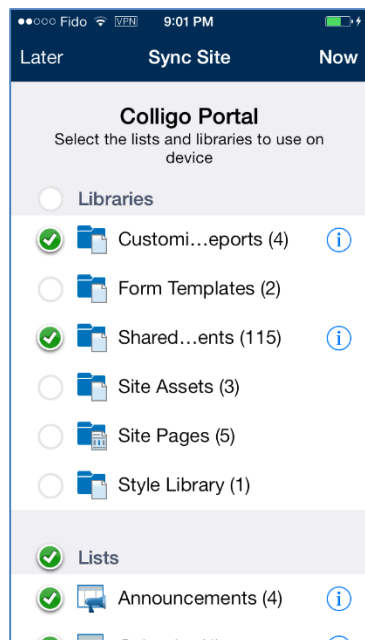 Fido VPN 9:01 PM
Later Sync Site Now
Colligo Portal
Select the lists and libraries to use on
device
Libraries
Customi...eports (4)
Form Templates (2)
Shared...ents (115)
Site Assets (3)
Site Pages (5)
Style Library (1)
Lists
Announcements (4)